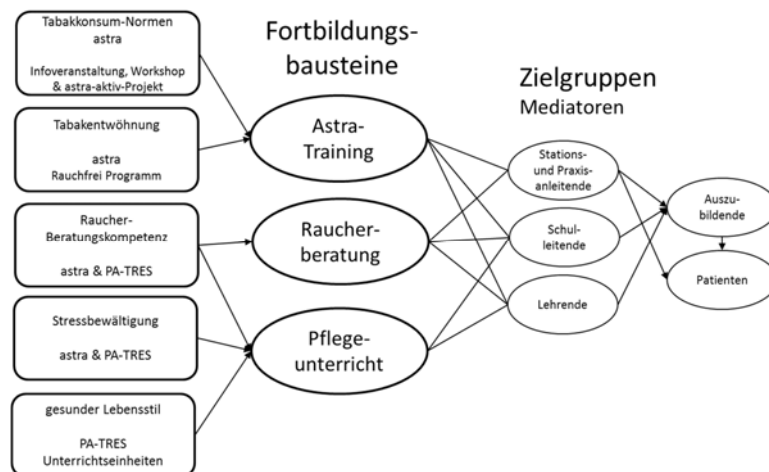 Tabakkonsum-Normen
astra
Infoveranstaltung, Workshop
& astra-aktiv-Projekt
Tabakentwöhnung
astra
Rauchfrei Programm
Raucher-
Beratungskompetenz
astra & PA-TRES
Stressbewältigung
astra & PA-TRES
gesunder Lebensstil
PA-TRES
Unterrichtseinheiten
Fortbildungs-
bausteine
Astra-
Training
Raucher-
beratung
Pflege-
unterricht
Zielgruppen
Mediatoren
Stations-
und Praxis-
anleitende
Schul-
leitende
Lehrende
Auszu-
bildende
Patienten